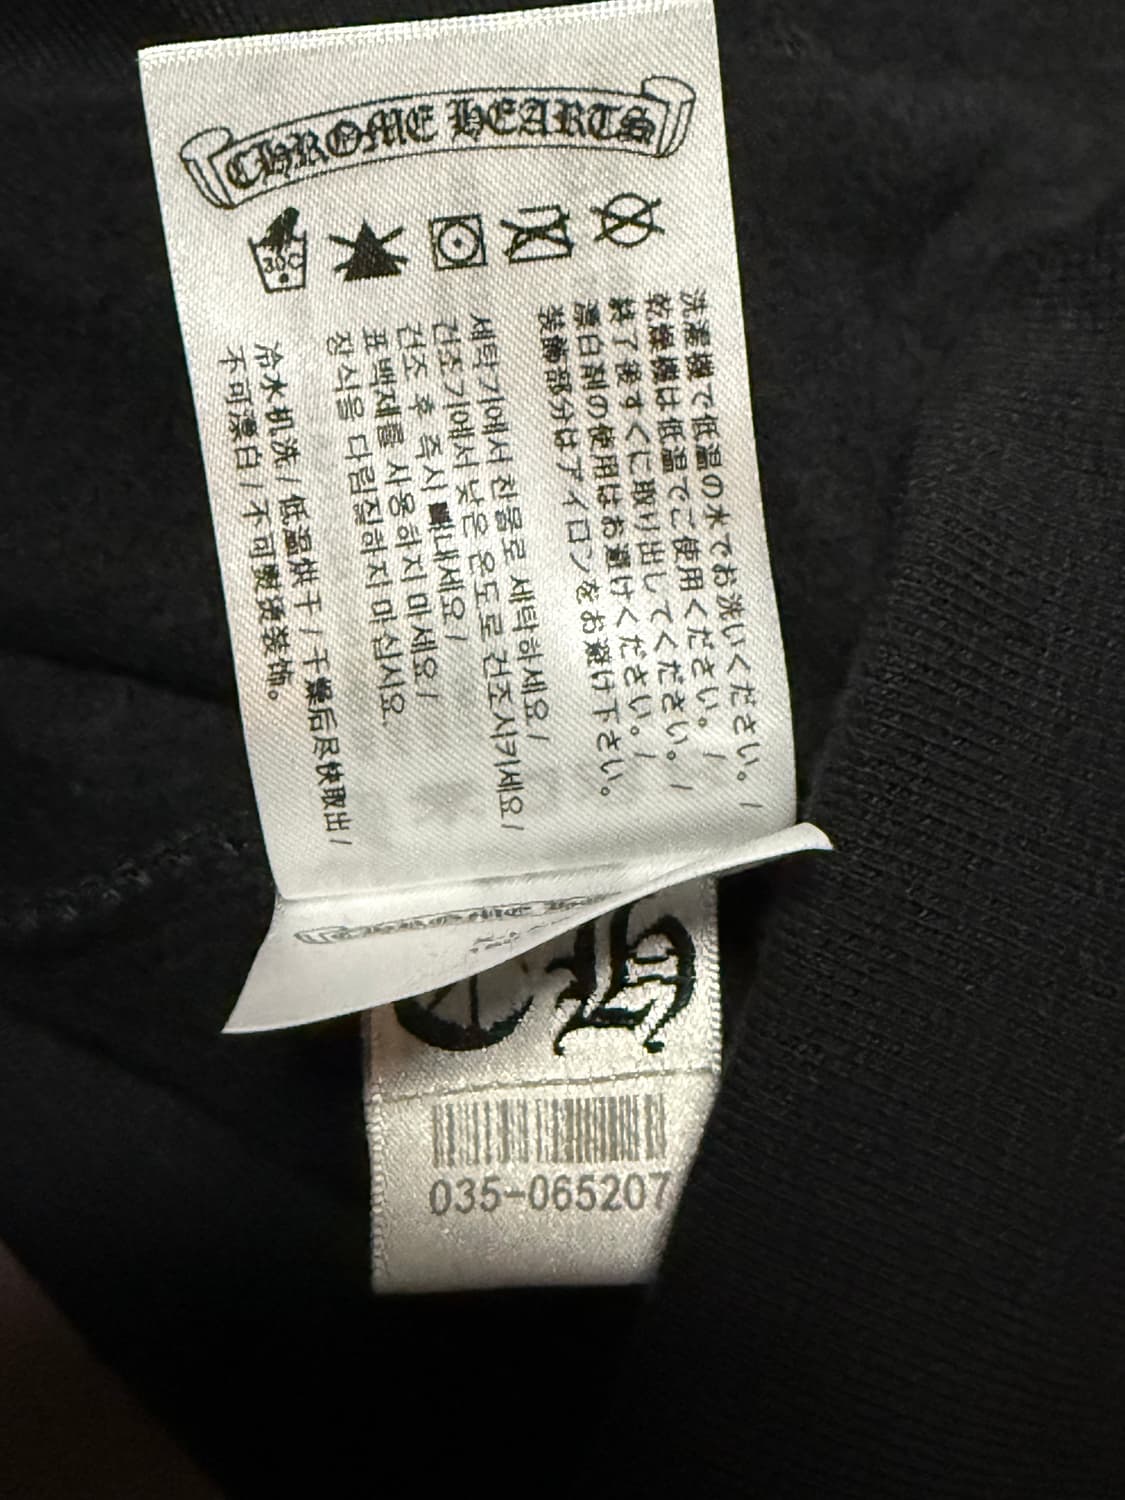 CHROME HEARTS
30C
洗濯機で低温の水でお洗いください。/
乾燥機は低温でご使用ください。/
終了後すぐに取り出してください。/
漂白剤の使用はお避けください。/
装飾部分はアイロンをお避け下さい。
세탁기에서 찬물로 세탁하세요/
건조기에서 낮은 온도로 건조시키세요/
건조 후 즉시 빼내세요/
표백제를 사용하지 마세요/
장식을 다림질하지 마십시요.
冷水机洗/低温烘干/干燥后尽快取出/
不可漂白/不可熨烫装饰。
035-065207